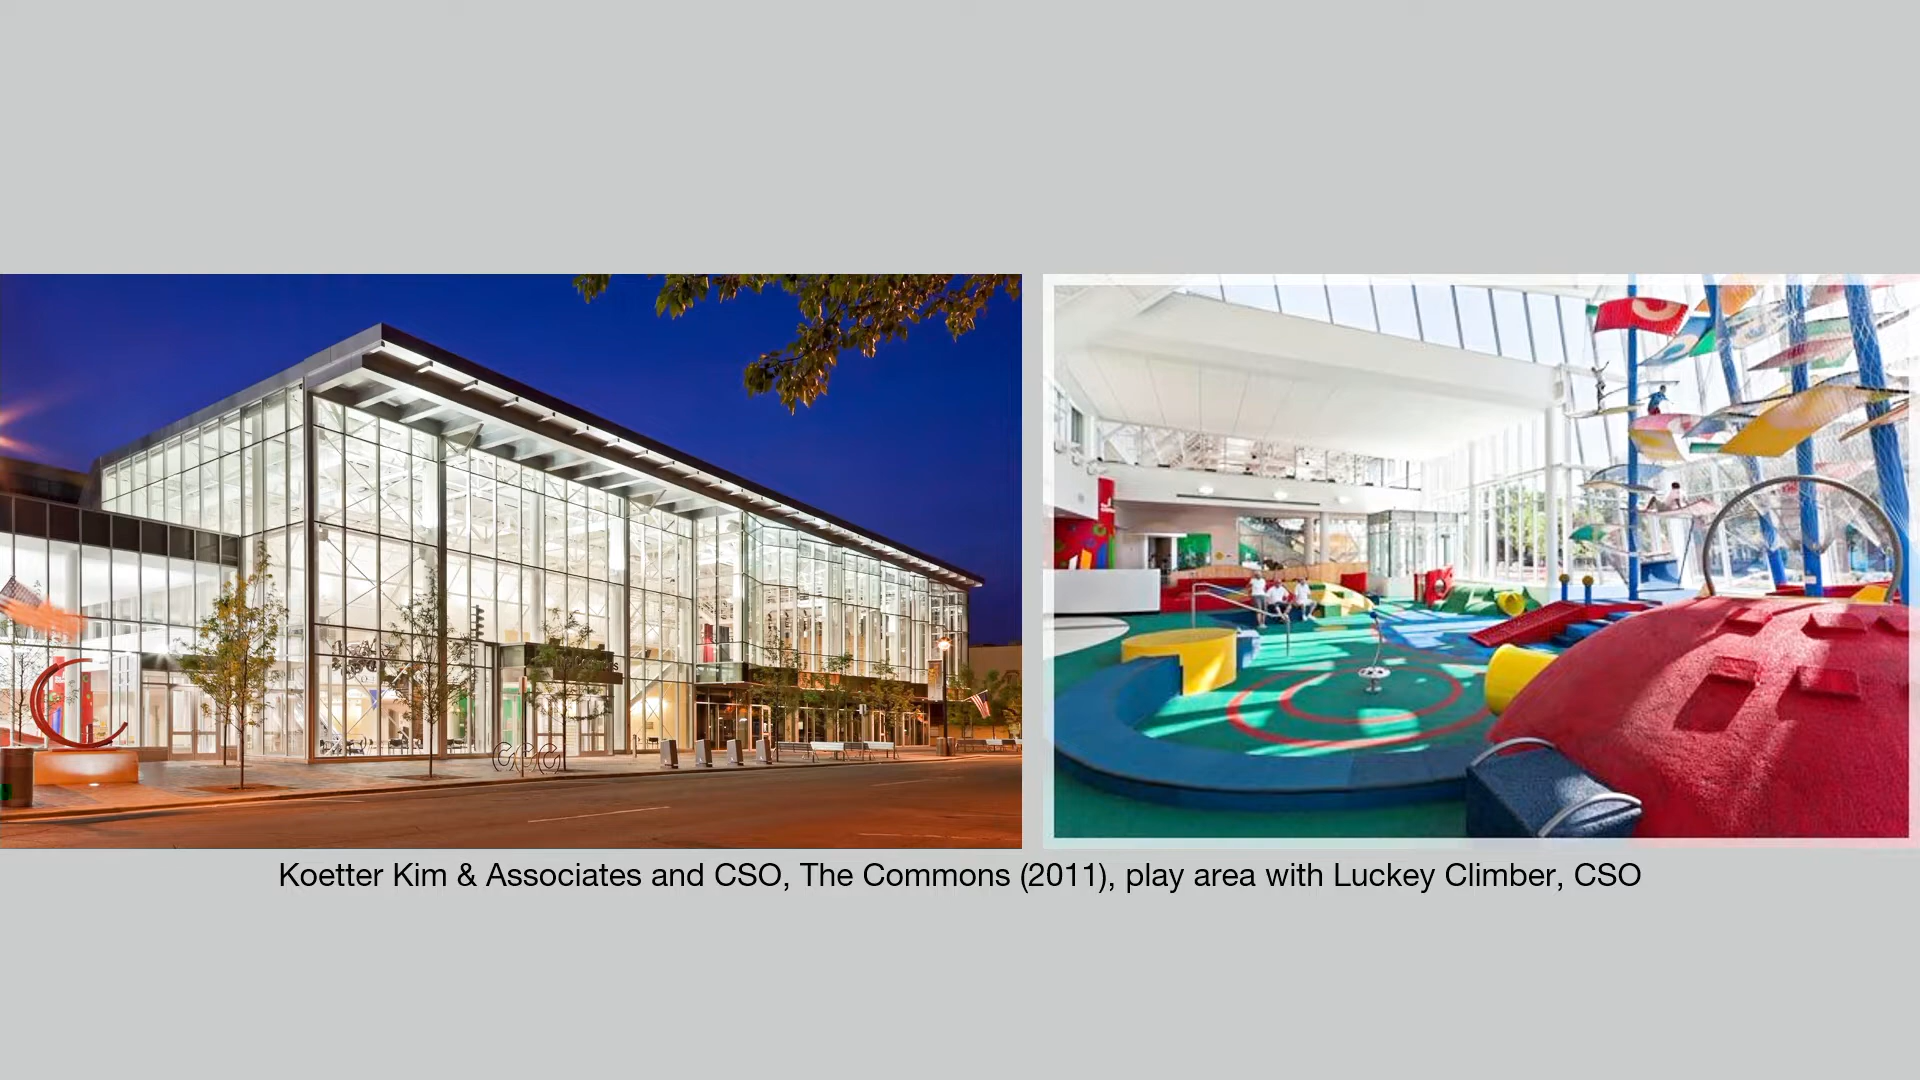 Koetter Kim & Associates and CSO, The Commons (2011), play area with Luckey Climber, CSO